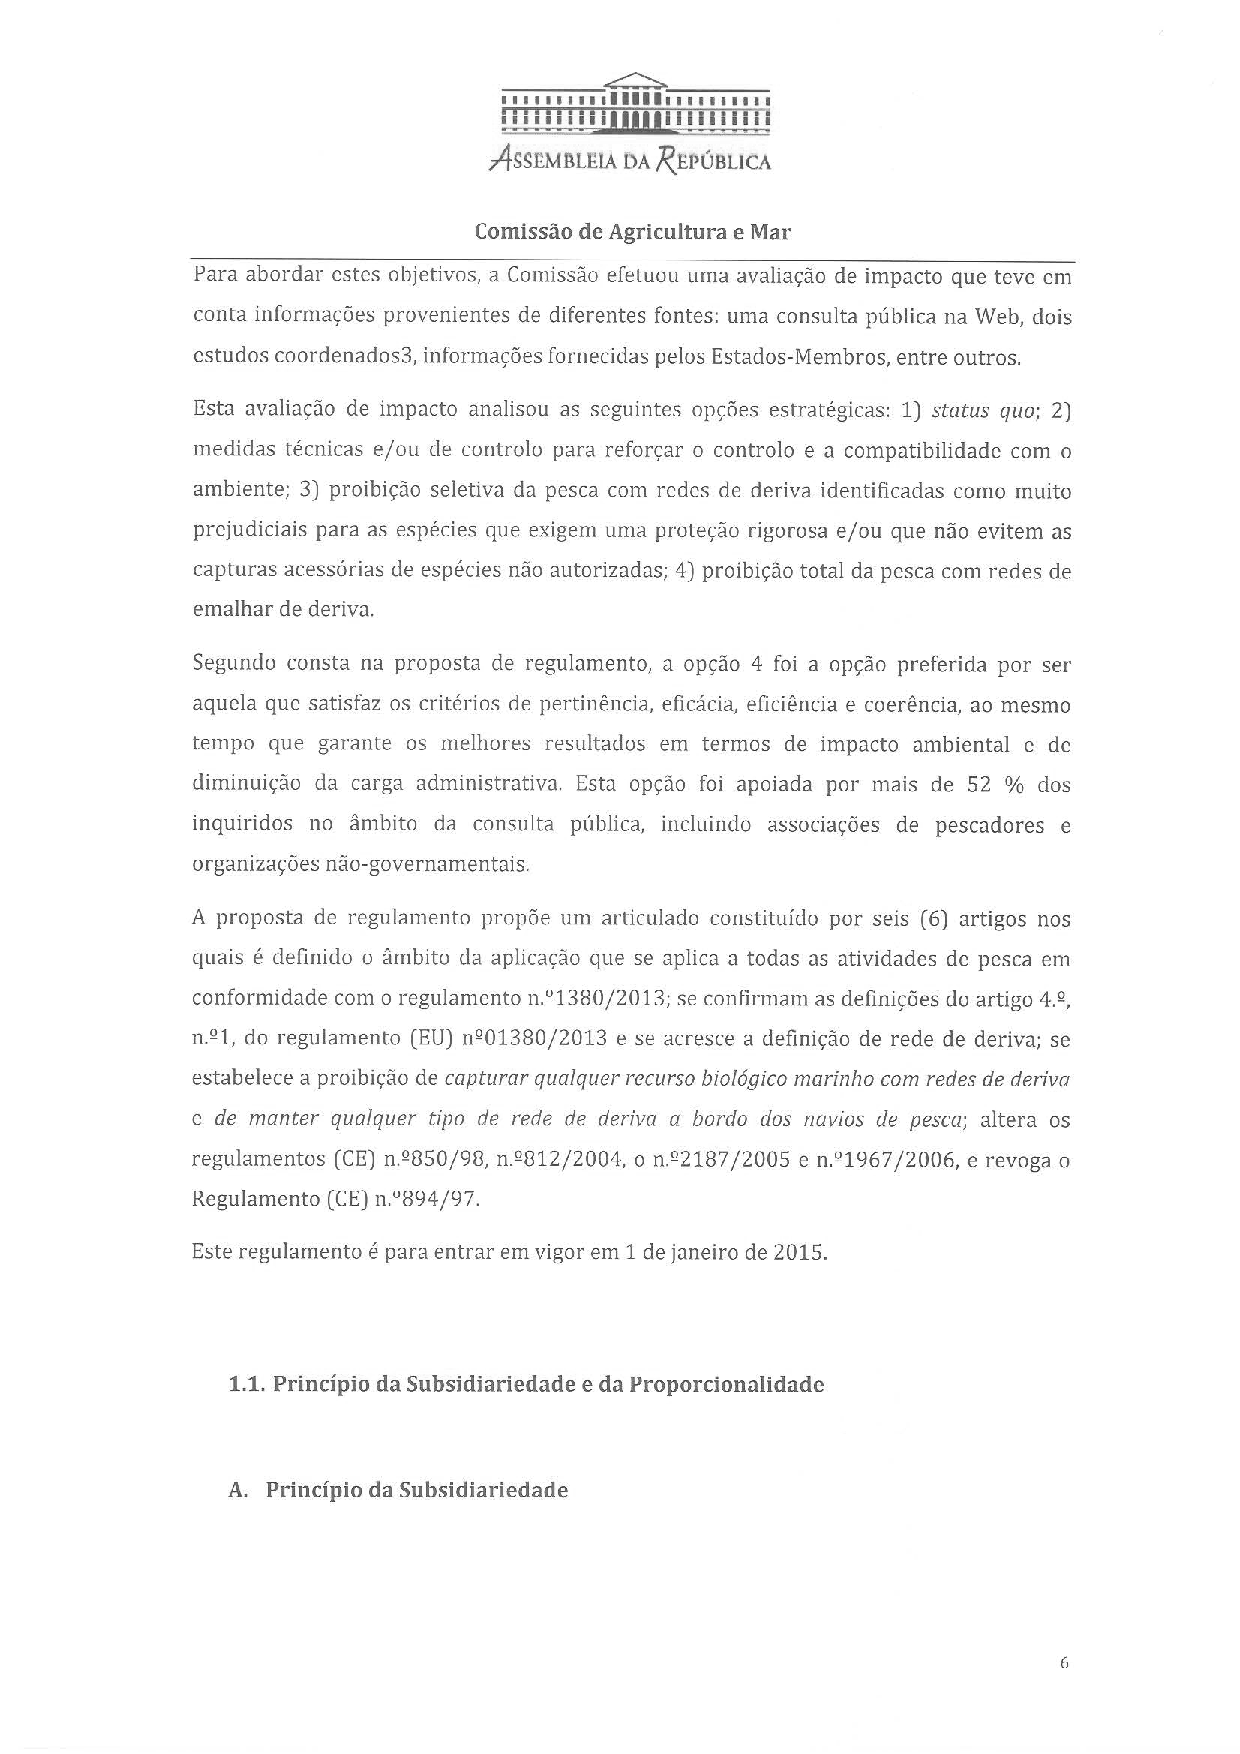 ASSEMBLEIA DA REPÚBLICA
Comissão de Agricultura e Mar
Para abordar estes objetivos, a Comissão efetuou uma avaliação de impacto que teve em
conta informações provenientes de diferentes fontes: uma consulta pública na Web, dois
estudos coordenados3, informações fornecidas pelos Estados-Membros, entre outros.
Esta avaliação de impacto analisou as seguintes opções estratégicas: 1) status quo; 2)
medidas técnicas e/ou de controlo para reforçar o controlo e a compatibilidade com o
ambiente; 3) proibição seletiva da pesca com redes de deriva identificadas como muito
prejudiciais para as espécies que exigem uma proteção rigorosa e/ou que não evitem as
capturas acessórias de espécies não autorizadas; 4) proibição total da pesca com redes de
emalhar de deriva.
Segundo consta na proposta de regulamento, a opção 4 foi a opção preferida por ser
aquela que satisfaz os critérios de pertinência, eficácia, eficiência e coerência, ao mesmo
tempo que garante os melhores resultados em termos de impacto ambiental e de
diminuição da carga administrativa. Esta opção foi apoiada por mais de 52 % dos
inquiridos no âmbito da consulta pública, incluindo associações de pescadores e
organizações não-governamentais.
A proposta de regulamento propõe um articulado constituído por seis (6) artigos nos
quais é definido o âmbito da aplicação que se aplica a todas as atividades de pesca em
conformidade com o regulamento n.º1380/2013; se confirmam as definições do artigo 4.º,
n.º1, do regulamento (EU) nº01380/2013 e se acresce a definição de rede de deriva; se
estabelece a proibição de capturar qualquer recurso biológico marinho com redes de deriva
e de manter qualquer tipo de rede de deriva a bordo dos navios de pesca; altera os
regulamentos (CE) n.º850/98, n.º812/2004, o n.º2187/2005 e n.º1967/2006, e revoga o
Regulamento (CE) n.º894/97.
Este regulamento é para entrar em vigor em 1 de janeiro de 2015.
1.1. Princípio da Subsidiariedade e da Proporcionalidade
A. Princípio da Subsidiariedade
6